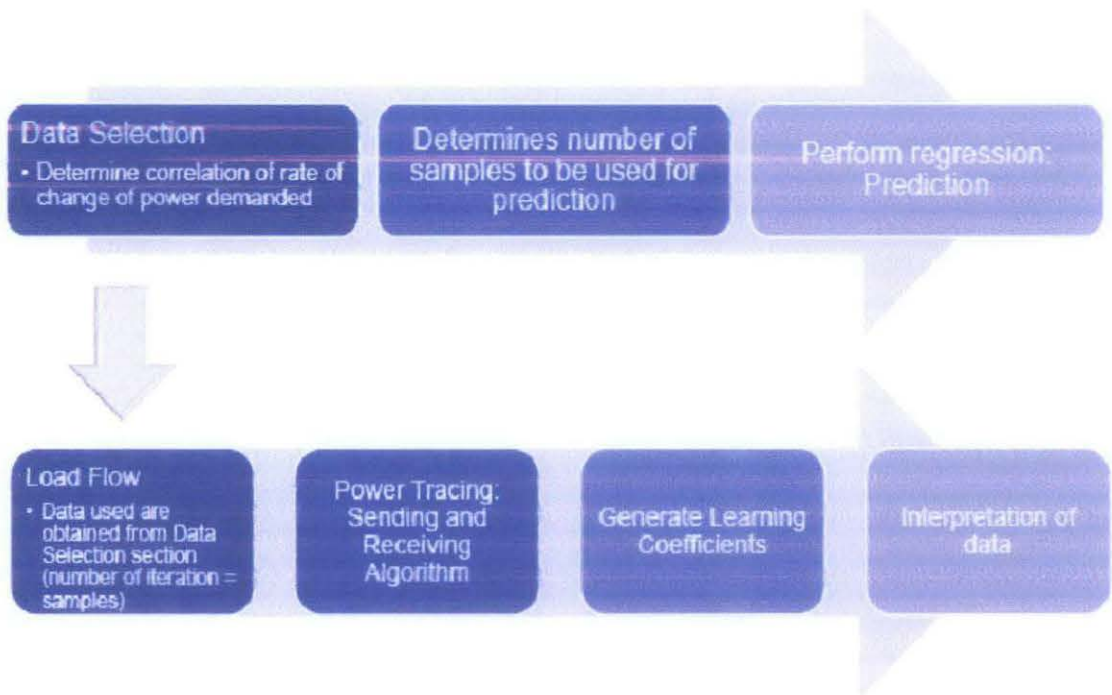 Data Selection
• Determine correlation of rate of
change of power demanded
Determines number of
samples to be used for
prediction
Perform regression:
Prediction
Load Flow
• Data used are
obtained from Data
Selection section
(number of iteration =
samples)
Power Tracing:
Sending and
Receiving
Algorithm
Generate Learning
Coefficients
Interpretation of
data